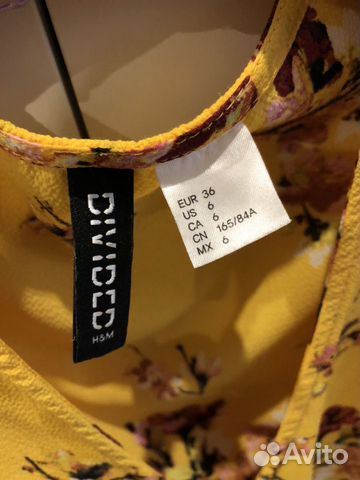 DIVIDED
H&M
EUR 36
US 6
CA 6
CN 165/84A
MX 6
Avito